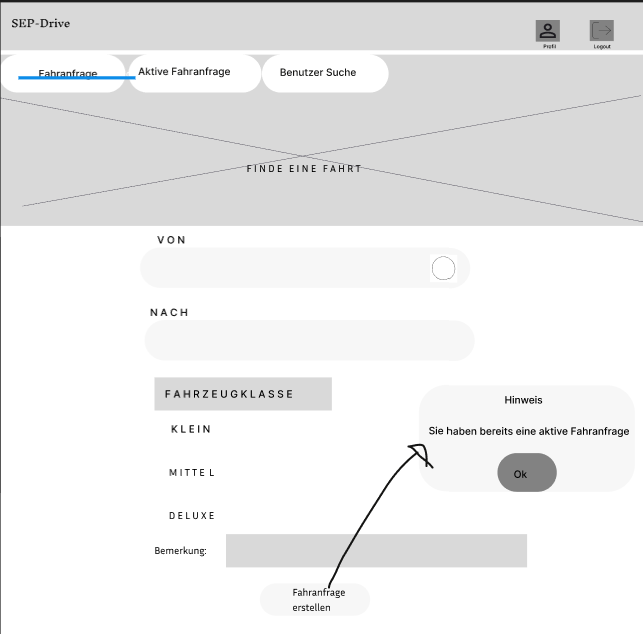 SEP-Drive
Profil
Logout
Fahranfrage
Aktive Fahranfrage
Benutzer Suche
FINDE EINE FAHRT
VON
NACH
FAHRZEUGKLASSE
KLEIN
MITTEL
DELUXE
Bemerkung:
Fahranfrage
erstellen
Hinweis
Sie haben bereits eine aktive Fahranfrage
Ok